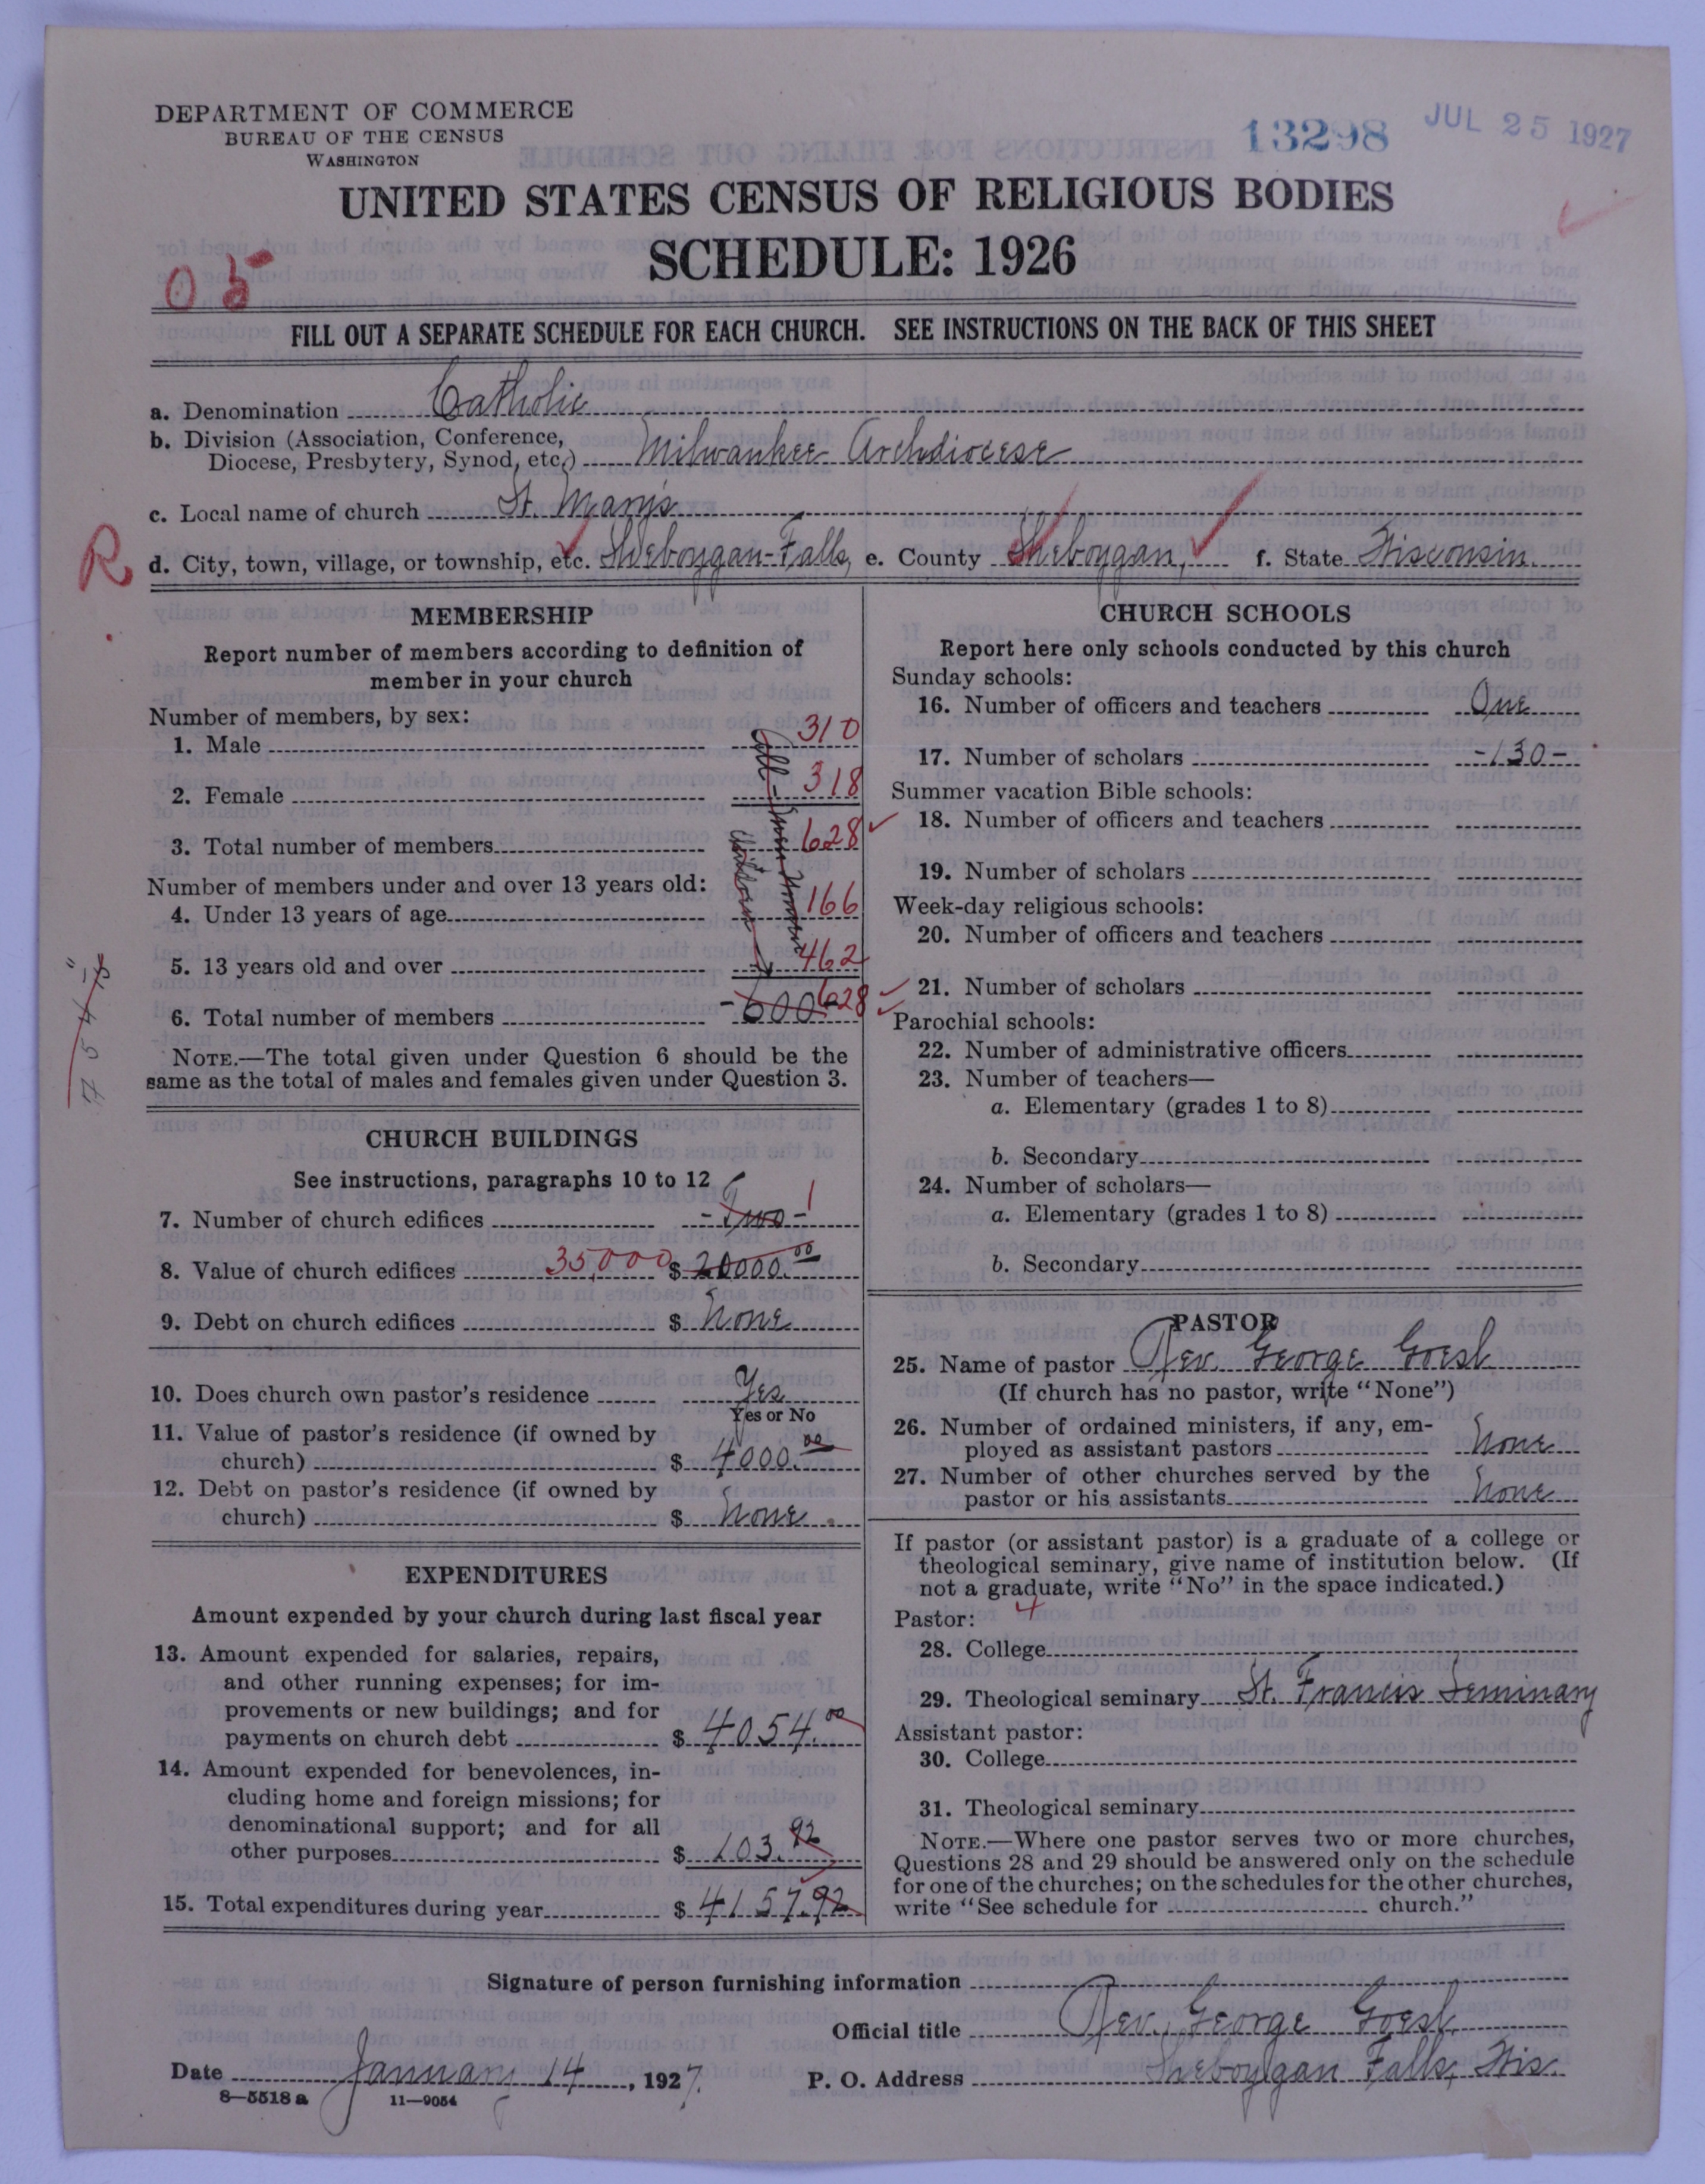 DEPARTMENT OF COMMERCE
BUREAU OF THE CENSUS
WASHINGTON
13298
JUL 25 1927
UNITED STATES CENSUS OF RELIGIOUS BODIES
SCHEDULE: 1926
05
FILL OUT A SEPARATE SCHEDULE FOR EACH CHURCH. SEE INSTRUCTIONS ON THE BACK OF THIS SHEET
a. Denomination Catholic
b. Division (Association, Conference, Diocese, Presbytery, Synod, etc.) Milwaukee Archdiocese
c. Local name of church St. Mary's
R
d. City, town, village, or township, etc. Sheboygan-Falls, e. County Sheboygan, f. State Wisconsin.
MEMBERSHIP
Report number of members according to definition of
member in your church
Number of members, by sex:
1. Male 310
2. Female 318
3. Total number of members 628
Number of members under and over 13 years old:
4. Under 13 years of age 166
5. 13 years old and over 462
6. Total number of members -600- 628
All - Men Women
Children
NOTE.—The total given under Question 6 should be the
same as the total of males and females given under Question 3.
CHURCH BUILDINGS
See instructions, paragraphs 10 to 12
7. Number of church edifices -Two- 1
8. Value of church edifices 35,000 $ 20000.00
9. Debt on church edifices $ None
10. Does church own pastor's residence Yes
Yes or No
11. Value of pastor's residence (if owned by
church) $ 4000.00
12. Debt on pastor's residence (if owned by
church) $ None.
EXPENDITURES
Amount expended by your church during last fiscal year
13. Amount expended for salaries, repairs,
and other running expenses; for im-
provements or new buildings; and for
payments on church debt $ 4054.00
14. Amount expended for benevolences, in-
cluding home and foreign missions; for
denominational support; and for all
other purposes $ 103.92
15. Total expenditures during year $ 4157.92
CHURCH SCHOOLS
Report here only schools conducted by this church
Sunday schools:
16. Number of officers and teachers One
17. Number of scholars -130-
Summer vacation Bible schools:
18. Number of officers and teachers
19. Number of scholars
Week-day religious schools:
20. Number of officers and teachers
21. Number of scholars
Parochial schools:
22. Number of administrative officers
23. Number of teachers—
a. Elementary (grades 1 to 8)
b. Secondary
24. Number of scholars—
a. Elementary (grades 1 to 8)
b. Secondary
PASTOR
25. Name of pastor Rev. George Goesl
(If church has no pastor, write "None")
26. Number of ordained ministers, if any, em-
ployed as assistant pastors None
27. Number of other churches served by the
pastor or his assistants None
If pastor (or assistant pastor) is a graduate of a college or
theological seminary, give name of institution below. (If
not a graduate, write "No" in the space indicated.)
Pastor: 4
28. College
29. Theological seminary St. Francis Seminary
Assistant pastor:
30. College
31. Theological seminary
NOTE.—Where one pastor serves two or more churches,
Questions 28 and 29 should be answered only on the schedule
for one of the churches; on the schedules for the other churches,
write "See schedule for church."
Signature of person furnishing information
Official title Rev. George Goesl
Date January 14, 1927. P. O. Address Sheboygan Falls, Wis.
8—5518 a 11—9054